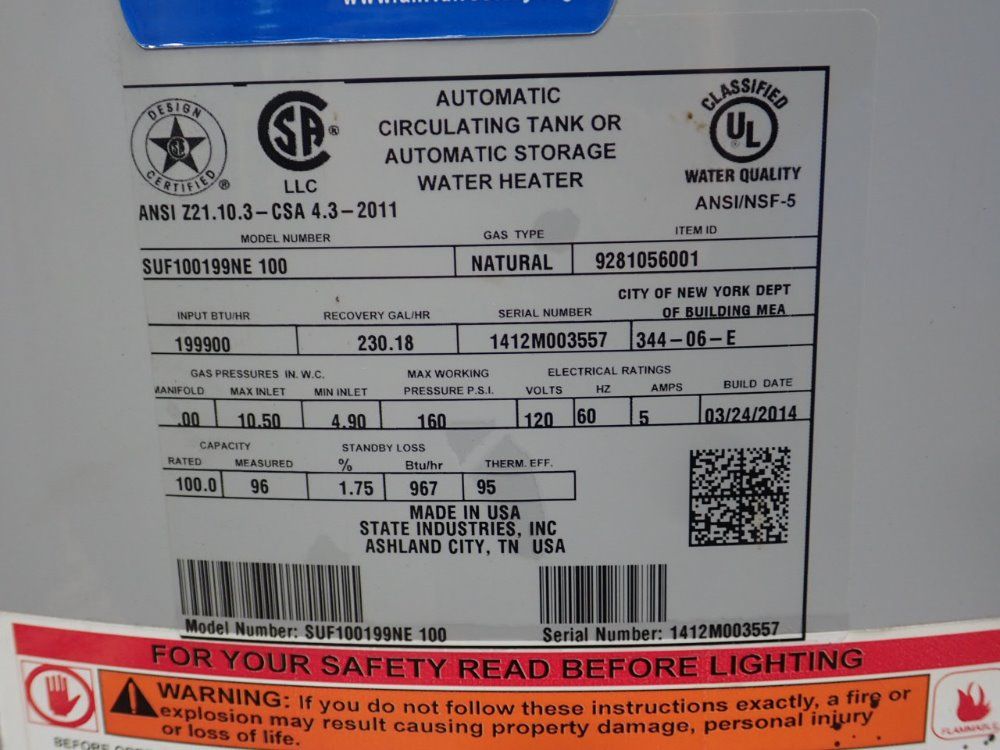 DESIGN
CERTIFIED
®
SA ®
LLC
AUTOMATIC
CIRCULATING TANK OR
AUTOMATIC STORAGE
WATER HEATER
CLASSIFIED
UL
WATER QUALITY
ANSI/NSF-5
ANSI Z21.10.3-CSA 4.3-2011
MODEL NUMBER GAS TYPE ITEM ID
SUF100199NE 100 NATURAL 9281056001
CITY OF NEW YORK DEPT
INPUT BTU/HR RECOVERY GAL/HR SERIAL NUMBER OF BUILDING MEA
199900 230.18 1412M003557 344-06-E
GAS PRESSURES IN. W.C. MAX WORKING ELECTRICAL RATINGS
MANIFOLD MAX INLET MIN INLET PRESSURE P.S.I. VOLTS HZ AMPS BUILD DATE
.00 10.50 4.90 160 120 60 5 03/24/2014
CAPACITY STANDBY LOSS
RATED MEASURED % Btu/hr THERM. EFF.
100.0 96 1.75 967 95
MADE IN USA
STATE INDUSTRIES, INC
ASHLAND CITY, TN USA
Model Number: SUF100199NE 100 Serial Number: 1412M003557
FOR YOUR SAFETY READ BEFORE LIGHTING
WARNING: If you do not follow these instructions exactly, a fire or
explosion may result causing property damage, personal injury
or loss of life.
FLAMMABLE
BEFORE